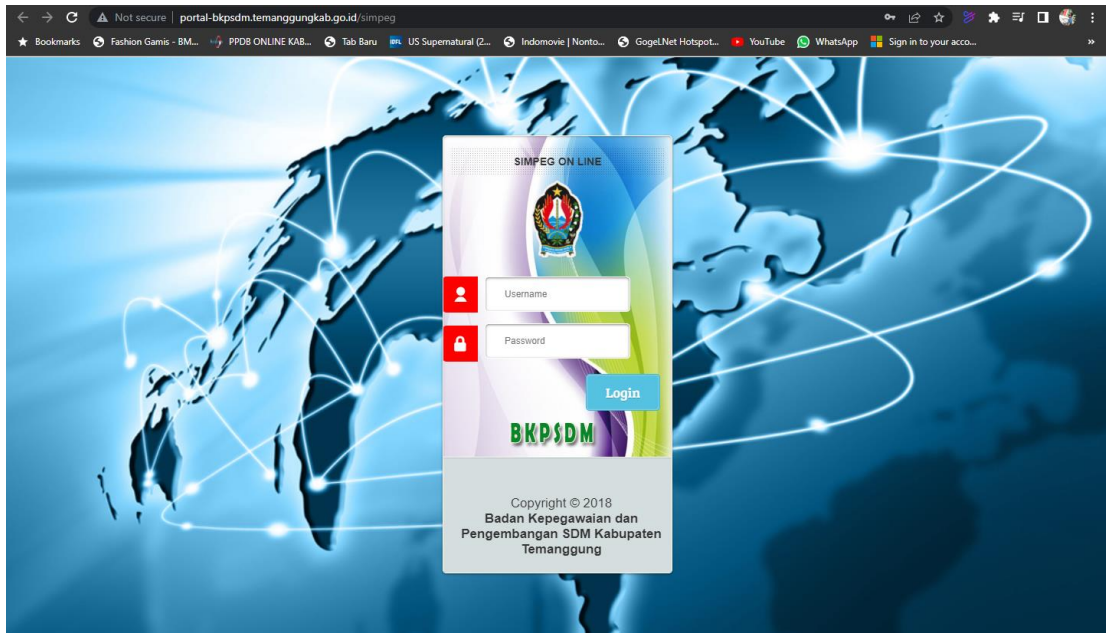 Not secure | portal-bkpsdm.temanggungkab.go.id/simpeg
Bookmarks Fashion Gamis - BM... PPDB ONLINE KAB... Tab Baru US Supernatural (2... Indomovie | Nonto... GogeLNet Hotspot... YouTube WhatsApp Sign in to your acco... »
SIMPEG ON LINE
Username
Password
Login
BKPSDM
Copyright © 2018
Badan Kepegawaian dan
Pengembangan SDM Kabupaten
Temanggung